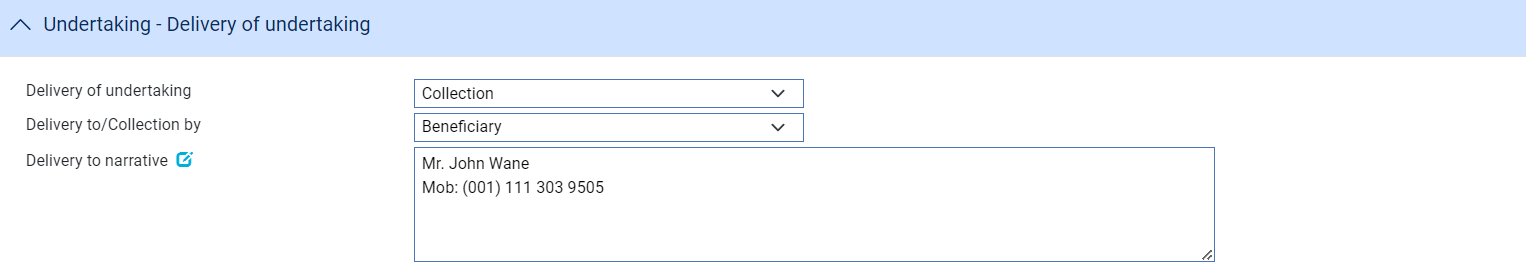 Undertaking - Delivery of undertaking
Delivery of undertaking
Collection
Delivery to/Collection by
Beneficiary
Delivery to narrative
Mr. John Wane
Mob: (001) 111 303 9505